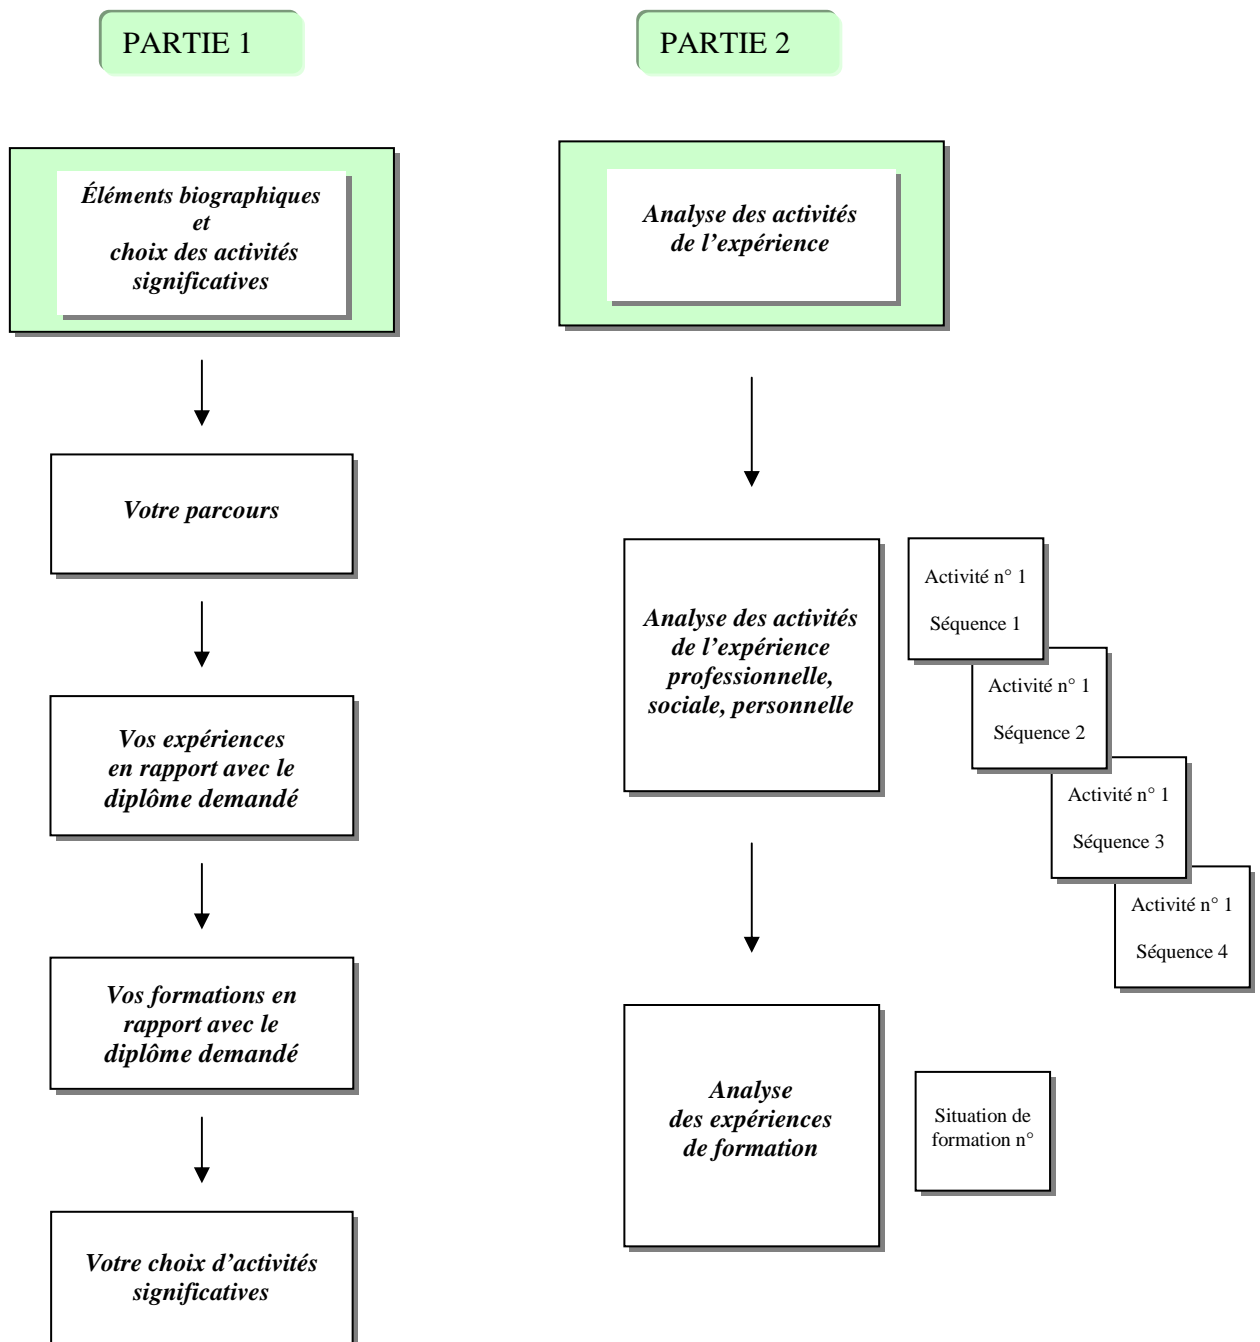 PARTIE 1
Éléments biographiques
et
choix des activités
significatives
Votre parcours
Vos expériences
en rapport avec le
diplôme demandé
Vos formations en
rapport avec le
diplôme demandé
Votre choix d’activités
significatives
PARTIE 2
Analyse des activités
de l’expérience
Analyse des activités
de l’expérience
professionnelle,
sociale, personnelle
Activité n° 1
Séquence 1
Activité n° 1
Séquence 2
Activité n° 1
Séquence 3
Activité n° 1
Séquence 4
Analyse
des expériences
de formation
Situation de
formation n°